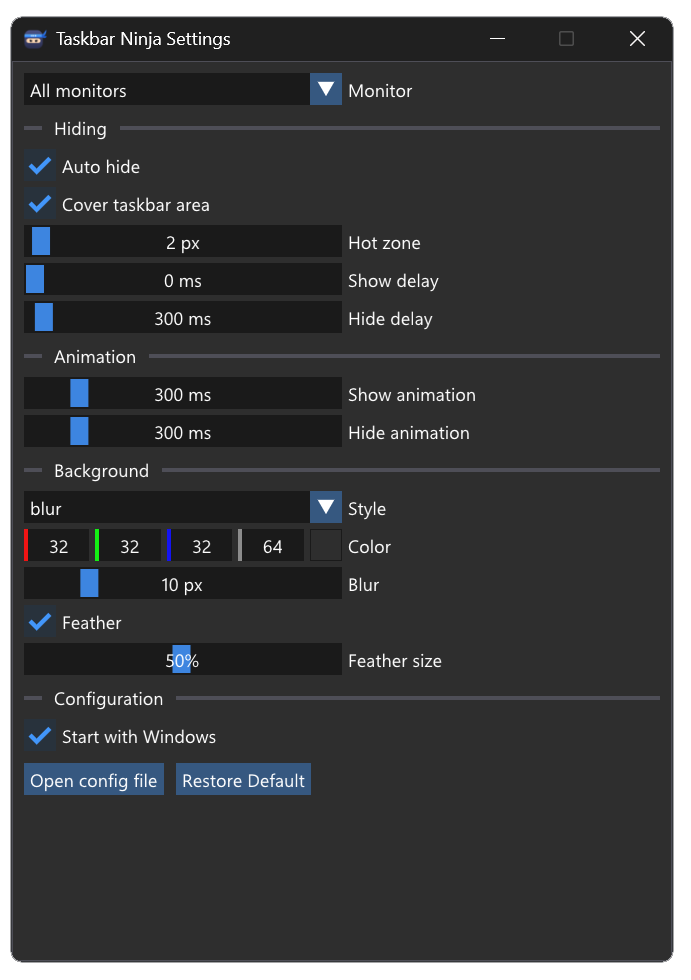 Taskbar Ninja Settings
All monitors Monitor
Hiding
Auto hide
Cover taskbar area
2 px Hot zone
0 ms Show delay
300 ms Hide delay
Animation
300 ms Show animation
300 ms Hide animation
Background
blur Style
32 32 32 64 Color
10 px Blur
Feather
50% Feather size
Configuration
Start with Windows
Open config file Restore Default